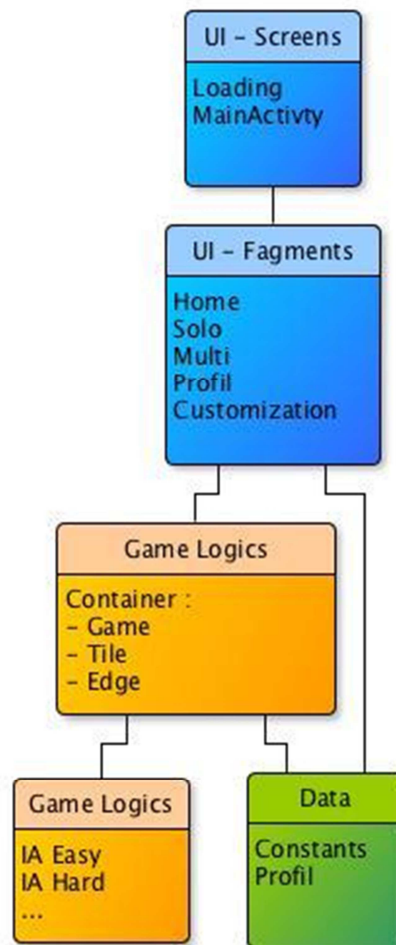 UI - Screens
Loading
MainActivty
UI - Fagments
Home
Solo
Multi
Profil
Customization
Game Logics
Container :
- Game
- Tile
- Edge
Game Logics
IA Easy
IA Hard
...
Data
Constants
Profil